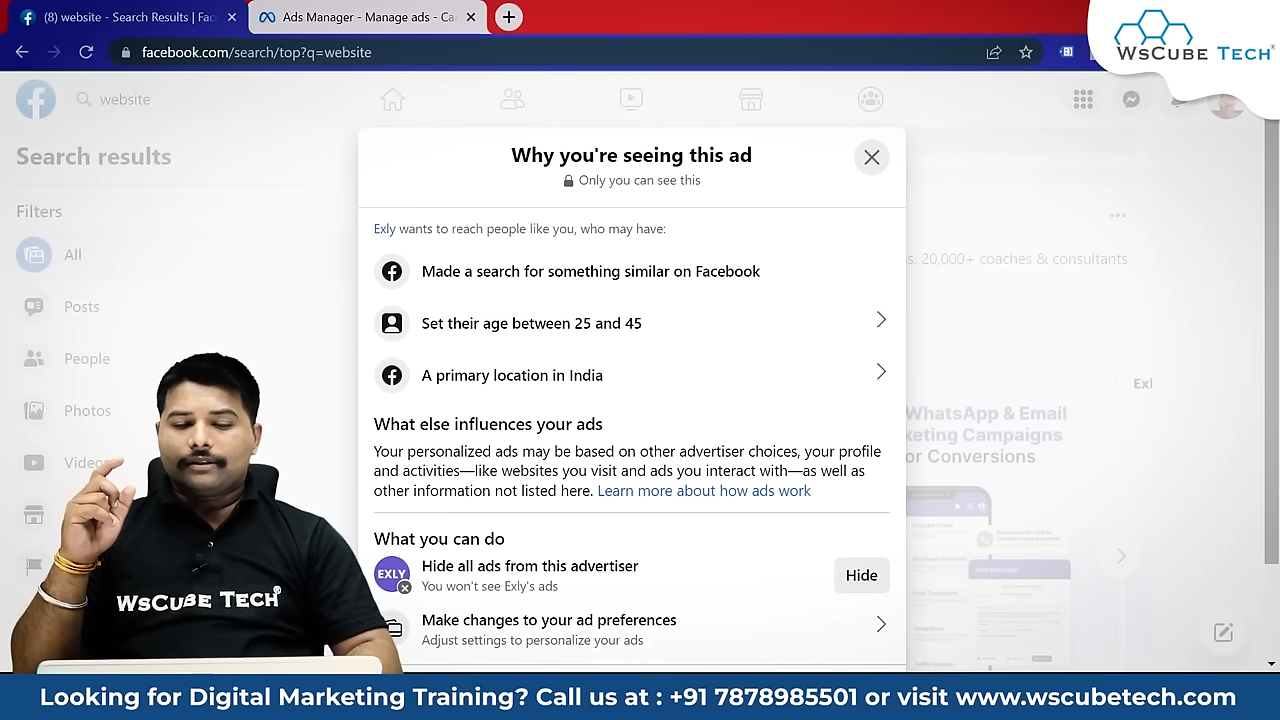 (8) website - Search Results | Fac
Ads Manager - Manage ads - Ca
facebook.com/search/top?q=website
WsCube Tech
website
Search results
Filters
All
Posts
People
Photos
Videos
Why you're seeing this ad
Only you can see this
Exly wants to reach people like you, who may have:
Made a search for something similar on Facebook
Set their age between 25 and 45
A primary location in India
What else influences your ads
Your personalized ads may be based on other advertiser choices, your profile
and activities—like websites you visit and ads you interact with—as well as
other information not listed here. Learn more about how ads work
What you can do
EXLY
Hide all ads from this advertiser
You won't see Exly's ads
Hide
Make changes to your ad preferences
Adjust settings to personalize your ads
s. 20,000+ coaches & consultants
Exl
WhatsApp & Email
keting Campaigns
or Conversions
WsCube Tech
Looking for Digital Marketing Training? Call us at : +91 7878985501 or visit www.wscubetech.com